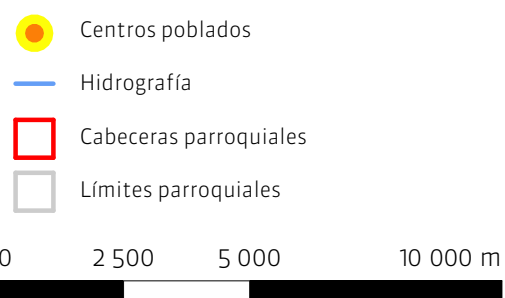 Centros poblados
Hidrografía
Cabeceras parroquiales
Límites parroquiales
0 2 500 5 000 10 000 m